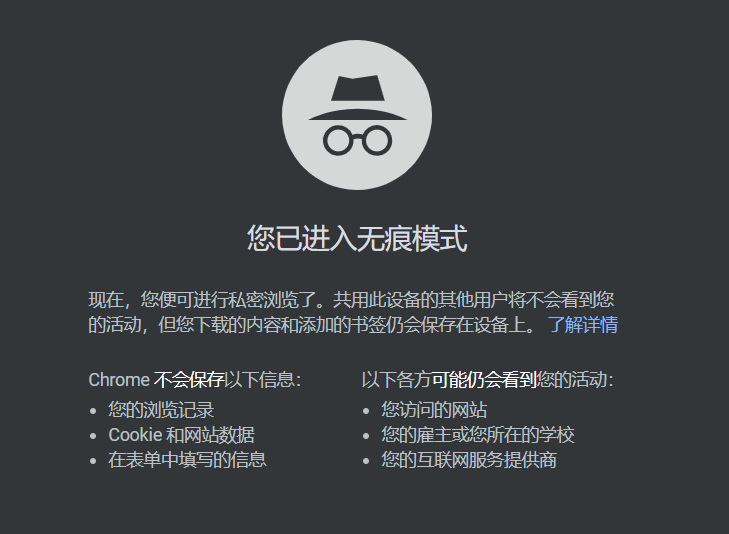 您已进入无痕模式
现在，您便可进行私密浏览了。共用此设备的其他用户将不会看到您
的活动，但您下载的内容和添加的书签仍会保存在设备上。 了解详情
Chrome 不会保存以下信息：
• 您的浏览记录
• Cookie 和网站数据
• 在表单中填写的信息
以下各方可能仍会看到您的活动：
• 您访问的网站
• 您的雇主或您所在的学校
• 您的互联网服务提供商